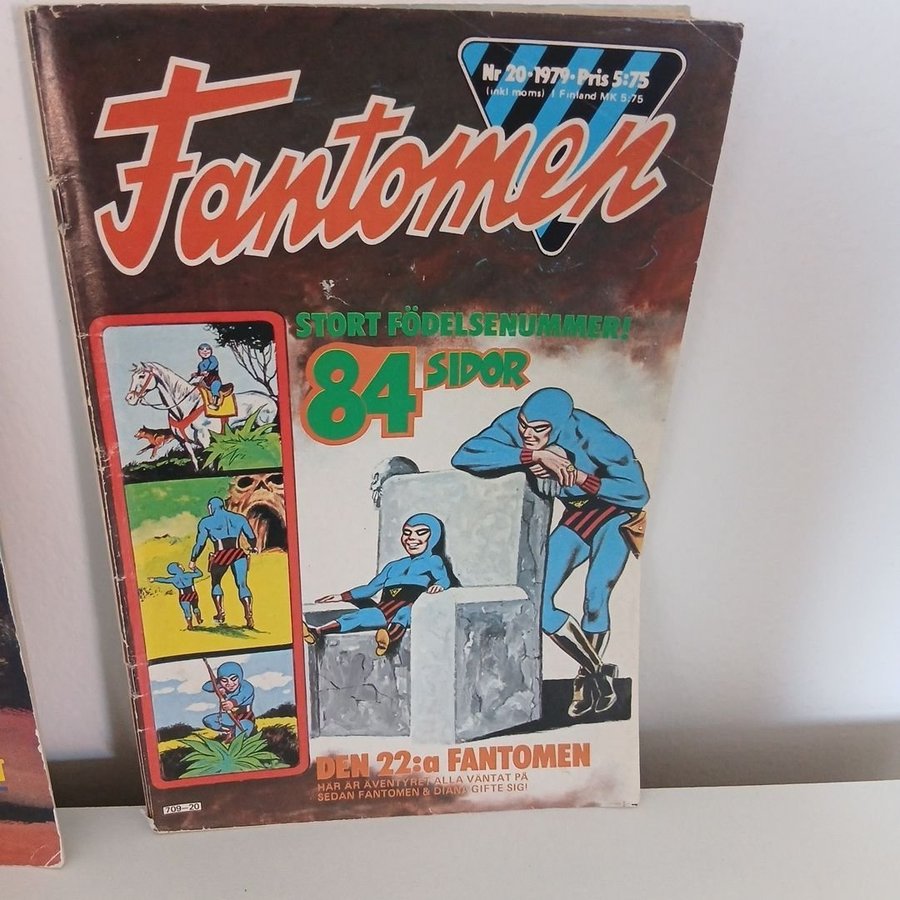 Nr 20·1979·Pris 5:75
(inkl moms) I Finland MK 5:75
Fantomen
STORT FÖDELSENUMMER!
84 SIDOR
DEN 22:a FANTOMEN
HÄR ÄR ÄVENTYRET ALLA VÄNTAT PÅ
SEDAN FANTOMEN & DIANA GIFTE SIG!
709-20
T